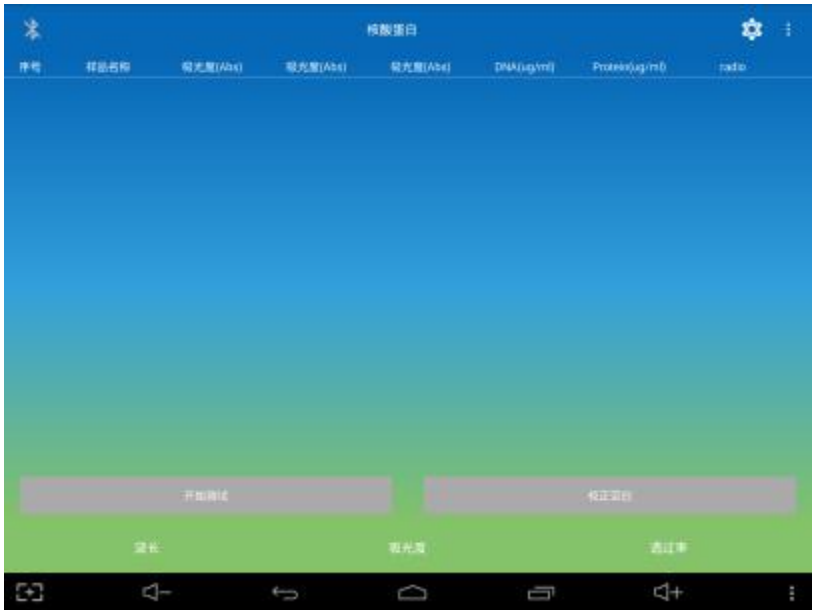 核酸蛋白
序号 样品名称 吸光度(Abs) 吸光度(Abs) 吸光度(Abs) DNA(ug/ml) Protein(ug/ml) radio
开始测试 校正空白
波长 吸光度 透过率